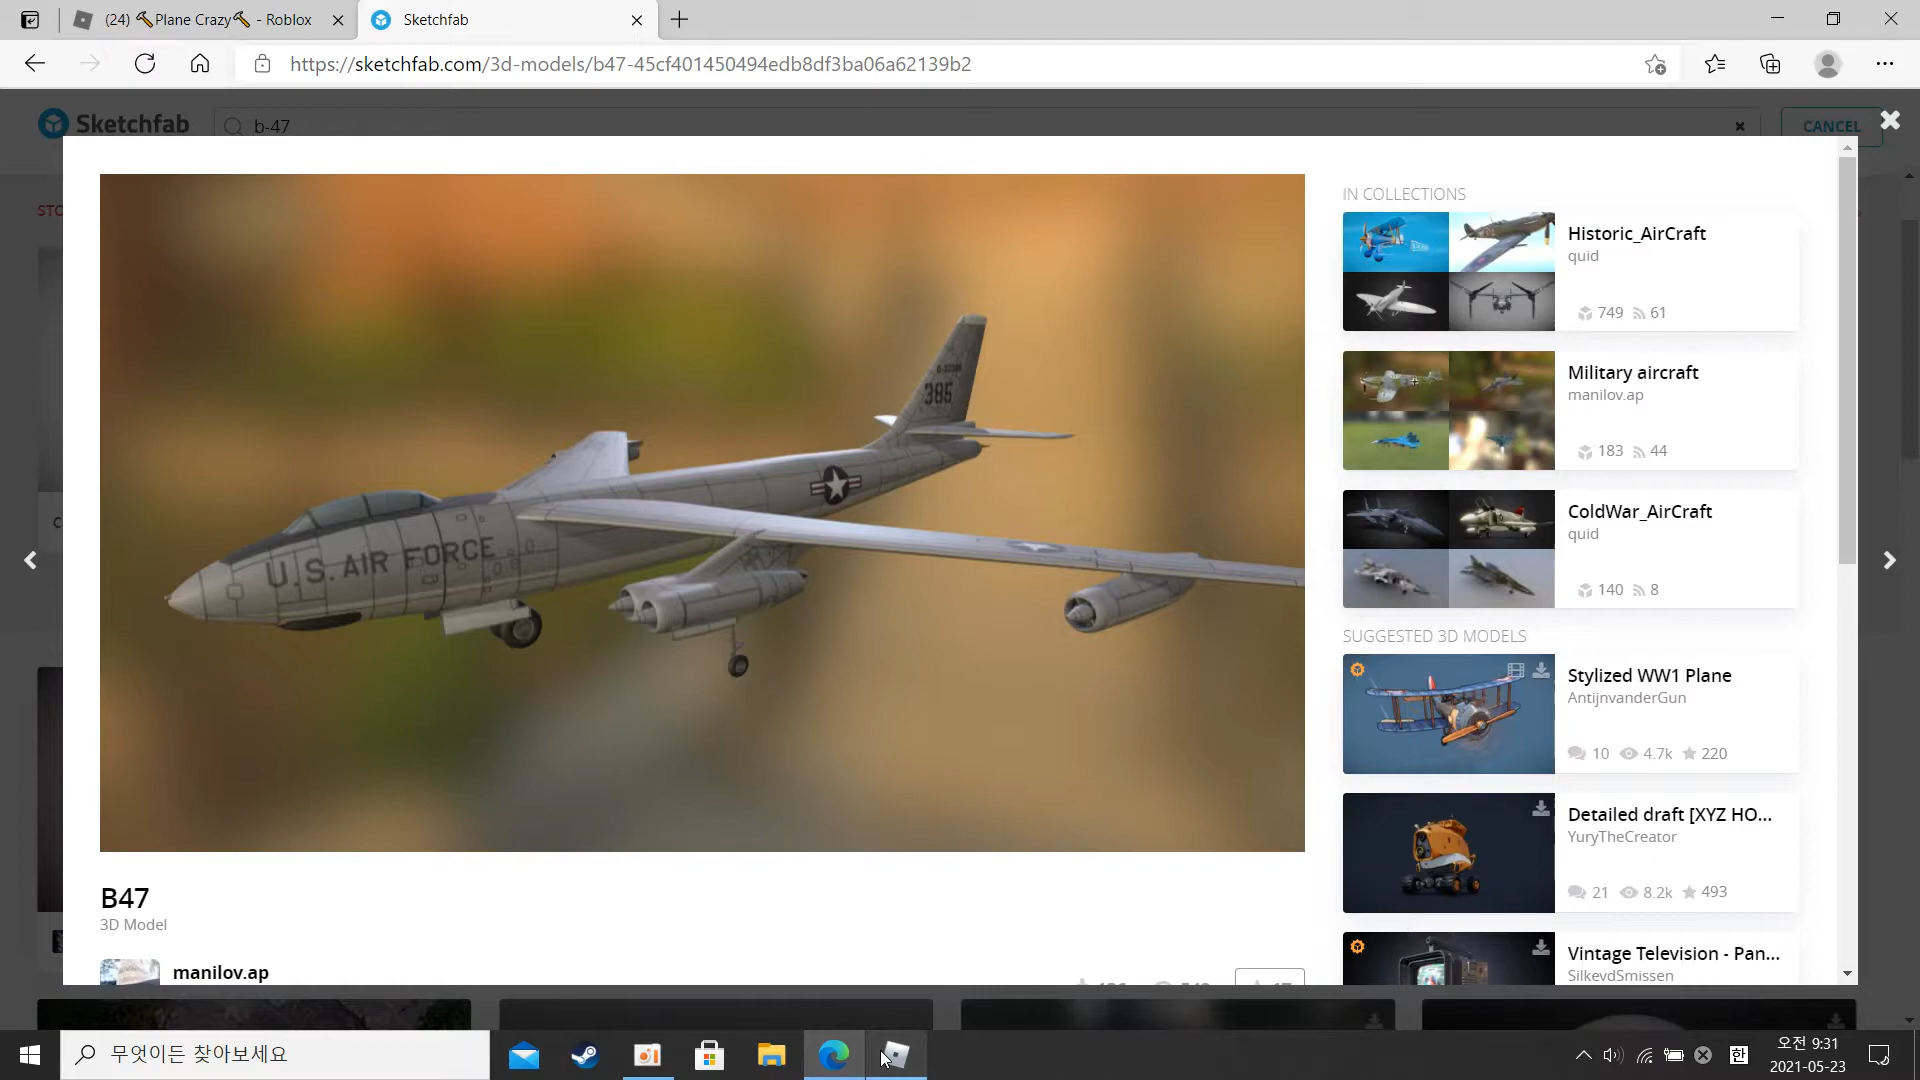 (24) 🔨Plane Crazy🔨 - Roblox
Sketchfab
https://sketchfab.com/3d-models/b47-45cf401450494edb8df3ba06a62139b2
Sketchfab
b-47
CANCEL
STO
U.S. AIR FORCE
385
B47
3D Model
manilov.ap
IN COLLECTIONS
Historic_AirCraft
quid
749 61
Military aircraft
manilov.ap
183 44
ColdWar_AirCraft
quid
140 8
SUGGESTED 3D MODELS
Stylized WW1 Plane
AntijnvanderGun
10 4.7k 220
Detailed draft [XYZ HO...
YuryTheCreator
21 8.2k 493
Vintage Television - Pan...
SilkevdSmissen
무엇이든 찾아보세요
한
오전 9:31
2021-05-23